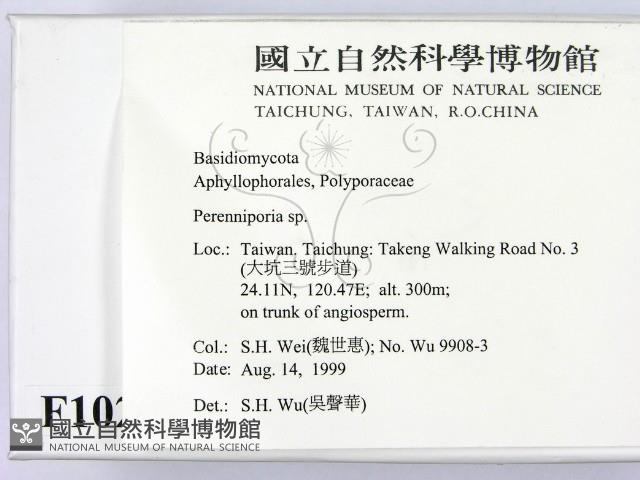 國立自然科學博物館
NATIONAL MUSEUM OF NATURAL SCIENCE
TAICHUNG, TAIWAN, R.O.CHINA
Basidiomycota
Aphyllophorales, Polyporaceae
Perenniporia sp.
Loc.: Taiwan. Taichung: Takeng Walking Road No. 3
(大坑三號步道)
24.11N, 120.47E; alt. 300m;
on trunk of angiosperm.
Col.: S.H. Wei(魏世惠); No. Wu 9908-3
Date: Aug. 14, 1999
Det.: S.H. Wu(吳聲華)
F102
國立自然科學博物館
NATIONAL MUSEUM OF NATURAL SCIENCE